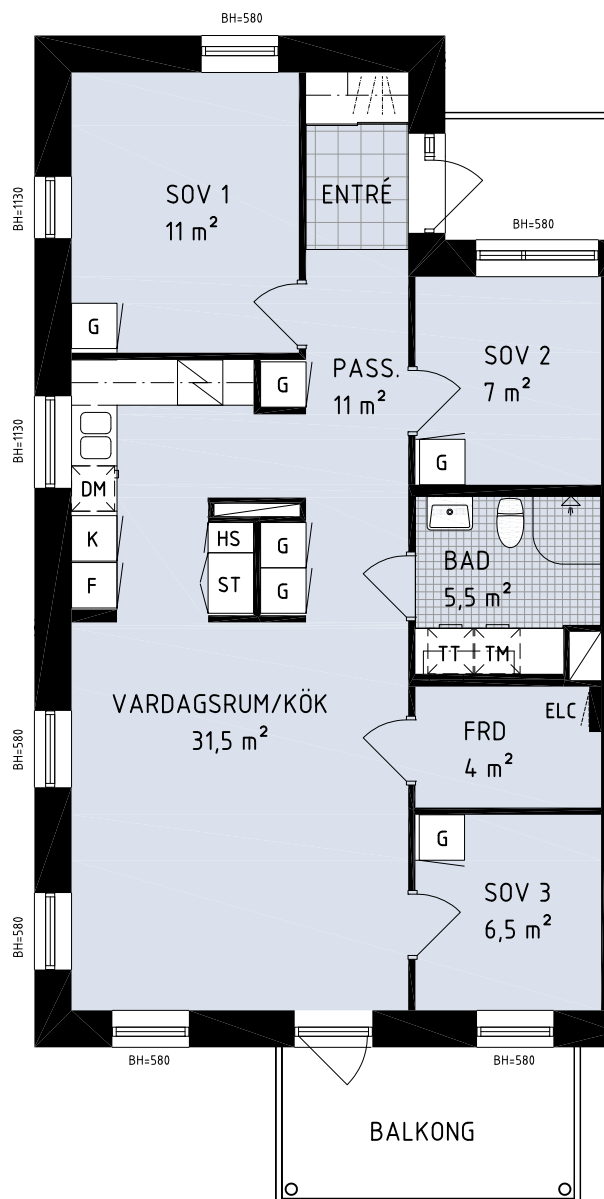 BH=580
SOV 1
11 m²
ENTRÉ
BH=1130
BH=580
G
SOV 2
7 m²
PASS.
11 m²
G
BH=1130
G
DM
K
F
HS
ST
G
G
BAD
5,5 m²
TT
TM
VARDAGSRUM/KÖK
31,5 m²
ELC
FRD
4 m²
BH=580
G
SOV 3
6,5 m²
BH=580
BH=580
BH=580
BALKONG